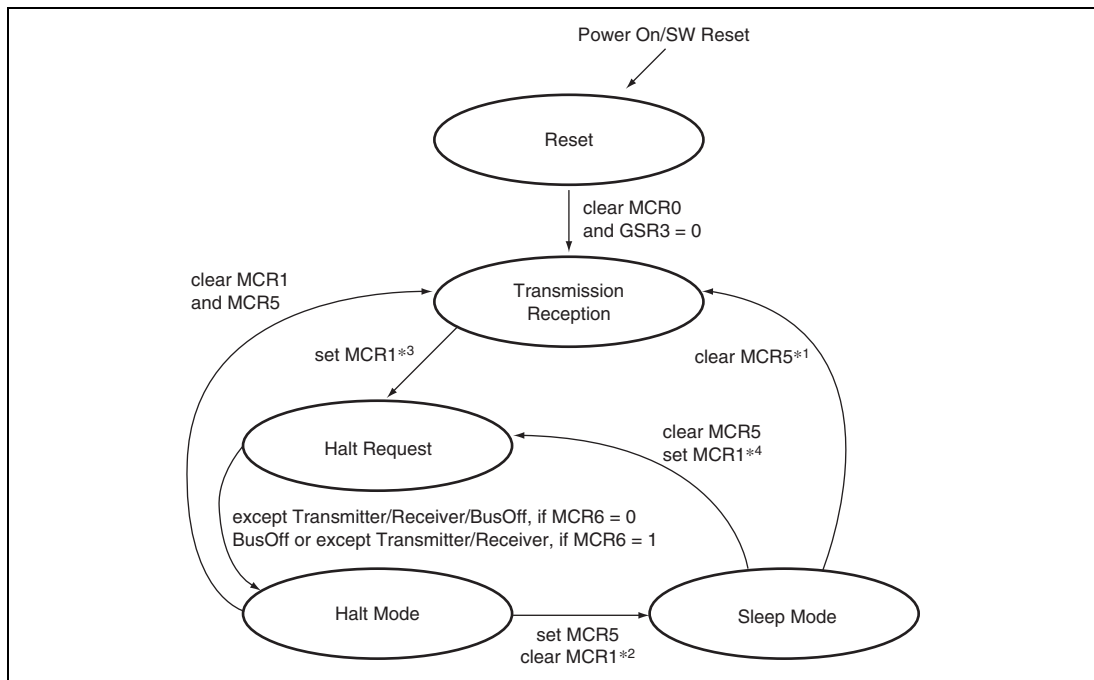 Power On/SW Reset
Reset
clear MCR0
and GSR3 = 0
clear MCR1
and MCR5
Transmission
Reception
set MCR1*3
clear MCR5*1
Halt Request
clear MCR5
set MCR1*4
except Transmitter/Receiver/BusOff, if MCR6 = 0
BusOff or except Transmitter/Receiver, if MCR6 = 1
Halt Mode
Sleep Mode
set MCR5
clear MCR1*2